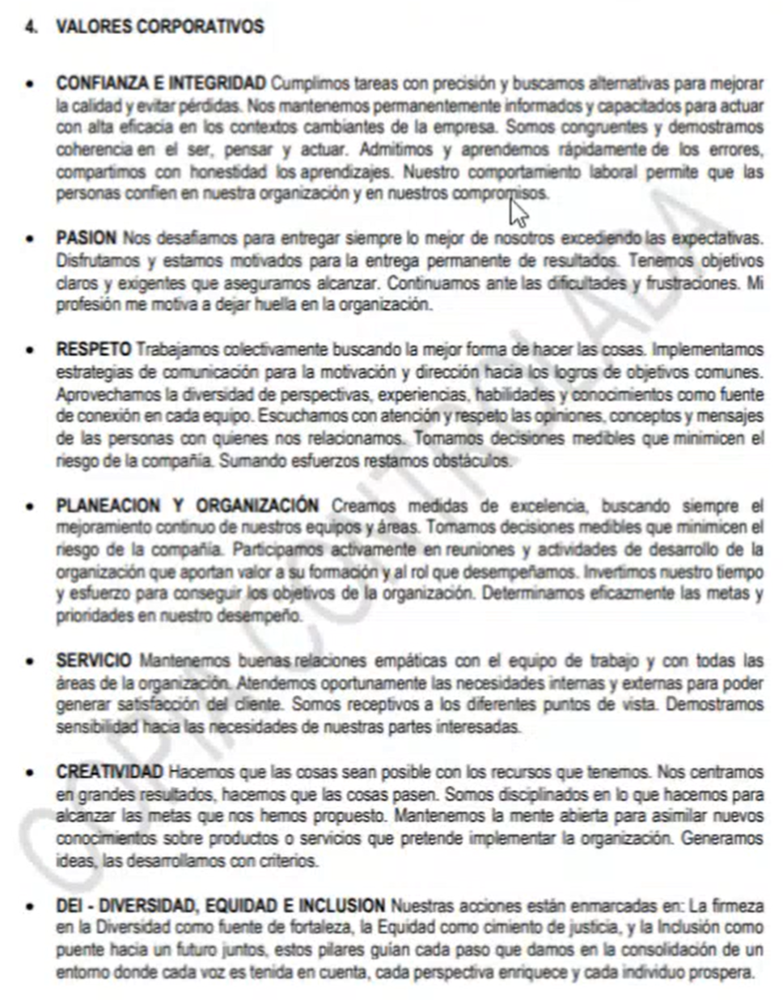 4. VALORES CORPORATIVOS
• CONFIANZA E INTEGRIDAD Cumplimos tareas con precisión y buscamos alternativas para mejorar
la calidad y evitar pérdidas. Nos mantenemos permanentemente informados y capacitados para actuar
con alta eficacia en los contextos cambiantes de la empresa. Somos congruentes y demostramos
coherencia en el ser, pensar y actuar. Admitimos y aprendemos rápidamente de los errores,
compartimos con honestidad los aprendizajes. Nuestro comportamiento laboral permite que las
personas confíen en nuestra organización y en nuestros compromisos.
• PASION Nos desafiamos para entregar siempre lo mejor de nosotros excediendo las expectativas.
Disfrutamos y estamos motivados para la entrega permanente de resultados. Tenemos objetivos
claros y exigentes que aseguramos alcanzar. Continuamos ante las dificultades y frustraciones. Mi
profesión me motiva a dejar huella en la organización.
• RESPETO Trabajamos colectivamente buscando la mejor forma de hacer las cosas. Implementamos
estrategias de comunicación para la motivación y dirección hacia los logros de objetivos comunes.
Aprovechamos la diversidad de perspectivas, experiencias, habilidades y conocimientos como fuente
de conexión en cada equipo. Escuchamos con atención y respeto las opiniones, conceptos y mensajes
de las personas con quienes nos relacionamos. Tomamos decisiones medibles que minimicen el
riesgo de la compañía. Sumando esfuerzos restamos obstáculos.
• PLANEACION Y ORGANIZACIÓN Creamos medidas de excelencia, buscando siempre el
mejoramiento continuo de nuestros equipos y áreas. Tomamos decisiones medibles que minimicen el
riesgo de la compañía. Participamos activamente en reuniones y actividades de desarrollo de la
organización que aportan valor a su formación y al rol que desempeñamos. Invertimos nuestro tiempo
y esfuerzo para conseguir los objetivos de la organización. Determinamos eficazmente las metas y
prioridades en nuestro desempeño.
• SERVICIO Mantenemos buenas relaciones empáticas con el equipo de trabajo y con todas las
áreas de la organización. Atendemos oportunamente las necesidades internas y externas para poder
generar satisfacción del cliente. Somos receptivos a los diferentes puntos de vista. Demostramos
sensibilidad hacia las necesidades de nuestras partes interesadas.
• CREATIVIDAD Hacemos que las cosas sean posible con los recursos que tenemos. Nos centramos
en grandes resultados, hacemos que las cosas pasen. Somos disciplinados en lo que hacemos para
alcanzar las metas que nos hemos propuesto. Mantenemos la mente abierta para asimilar nuevos
conocimientos sobre productos o servicios que pretende implementar la organización. Generamos
ideas, las desarrollamos con criterios.
• DEI - DIVERSIDAD, EQUIDAD E INCLUSION Nuestras acciones están enmarcadas en: La firmeza
en la Diversidad como fuente de fortaleza, la Equidad como cimiento de justicia, y la Inclusión como
puente hacia un futuro juntos, estos pilares guían cada paso que damos en la consolidación de un
entorno donde cada voz es tenida en cuenta, cada perspectiva enriquece y cada individuo prospera.
COPIA CONTROLADA